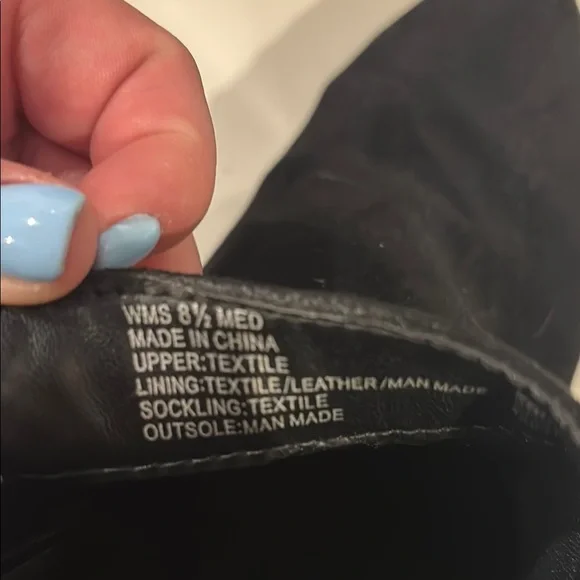 WMS 8½ MED
MADE IN CHINA
UPPER:TEXTILE
LINING:TEXTILE/LEATHER/MAN MADE
SOCKLING:TEXTILE
OUTSOLE:MAN MADE